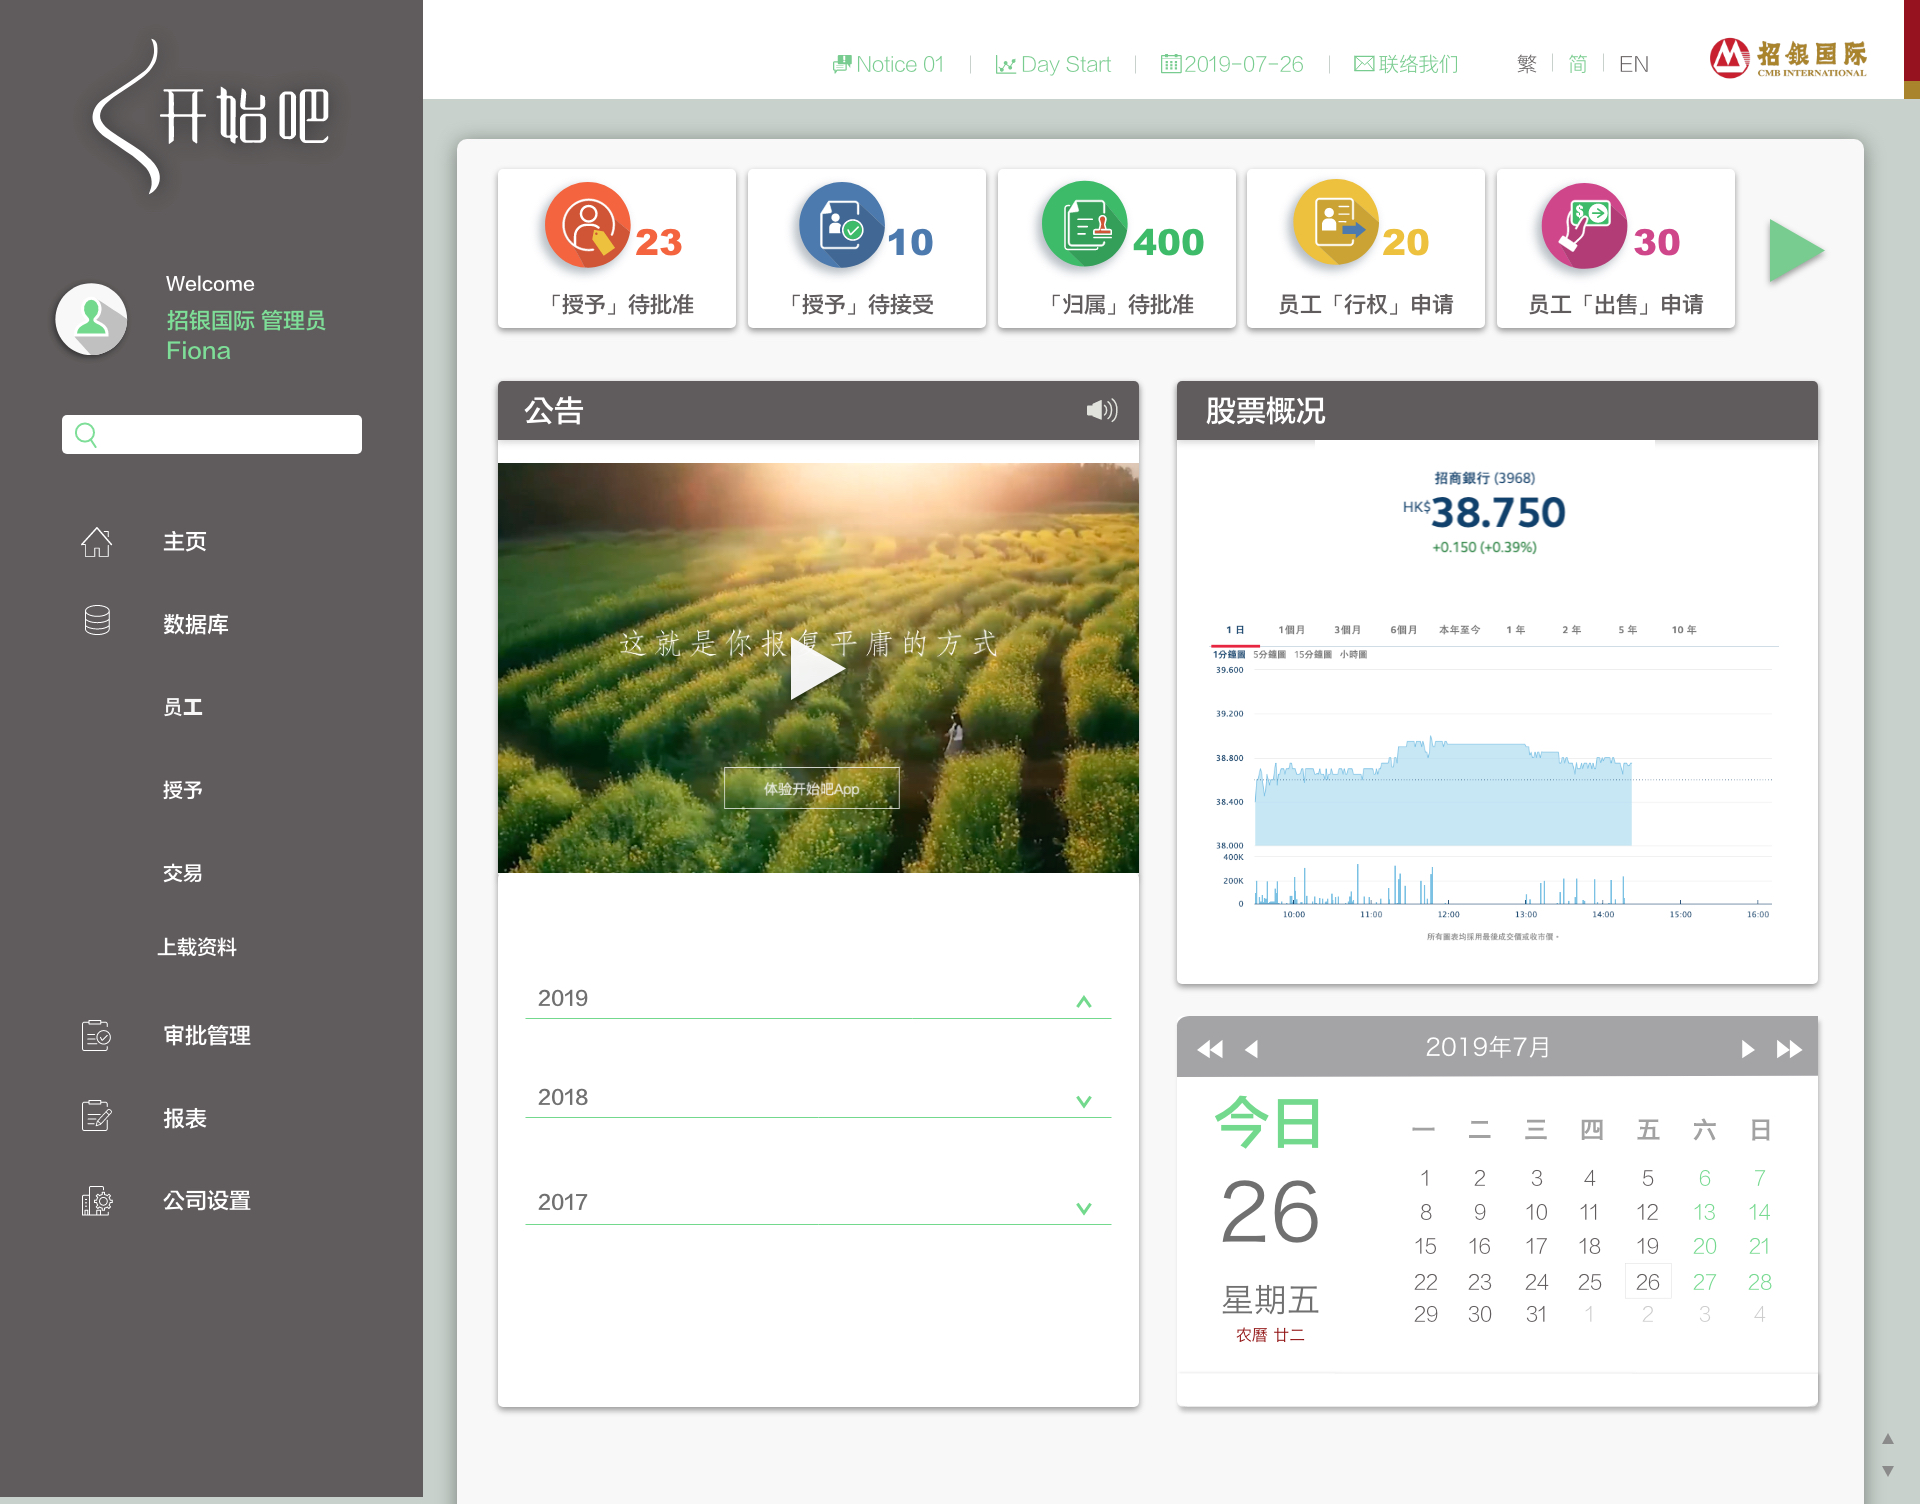 开始吧
Notice 01
Day Start
2019-07-26
联络我们
繁
简
EN
招银国际
CMB INTERNATIONAL
Welcome
招银国际 管理员
Fiona
主页
数据库
员工
授予
交易
上载资料
审批管理
报表
公司设置
23
「授予」待批准
10
「授予」待接受
400
「归属」待批准
20
员工「行权」申请
30
员工「出售」申请
公告
这就是你报复平庸的方式
体验开始吧App
2019
2018
2017
股票概况
招商銀行 (3968)
HK$38.750
+0.150 (+0.39%)
1 日 1個月 3個月 6個月 本年至今 1 年 2 年 5 年 10 年
1分鐘圖 5分鐘圖 15分鐘圖 小時圖
39.600
39.200
38.800
38.400
38.000
400K
200K
0
10:00 11:00 12:00 13:00 14:00 15:00 16:00
所有圖表均採用最後成交價或收市價。
2019年7月
今日
26
星期五
农曆 廿二
一 二 三 四 五 六 日
1 2 3 4 5 6 7
8 9 10 11 12 13 14
15 16 17 18 19 20 21
22 23 24 25 26 27 28
29 30 31 1 2 3 4